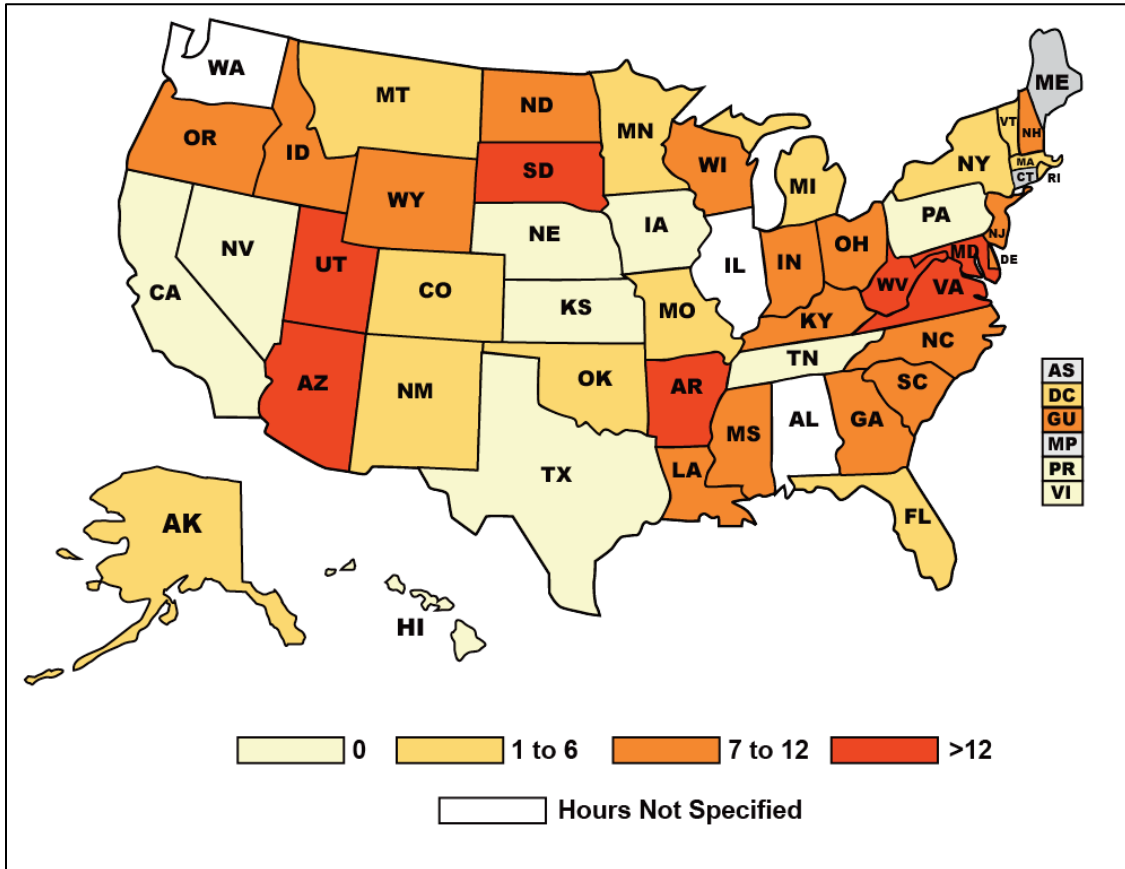 WA
MT
ND
MN
ME
OR
ID
SD
WI
MI
VT
NH
NY
MA
CT
RI
WY
NE
IA
PA
NJ
NV
UT
CO
IL
IN
OH
MD
DE
CA
KS
MO
WV
VA
KY
AZ
NM
OK
AR
TN
NC
SC
MS
AL
GA
TX
LA
FL
AK
HI
AS
DC
GU
MP
PR
VI
0
1 to 6
7 to 12
>12
Hours Not Specified